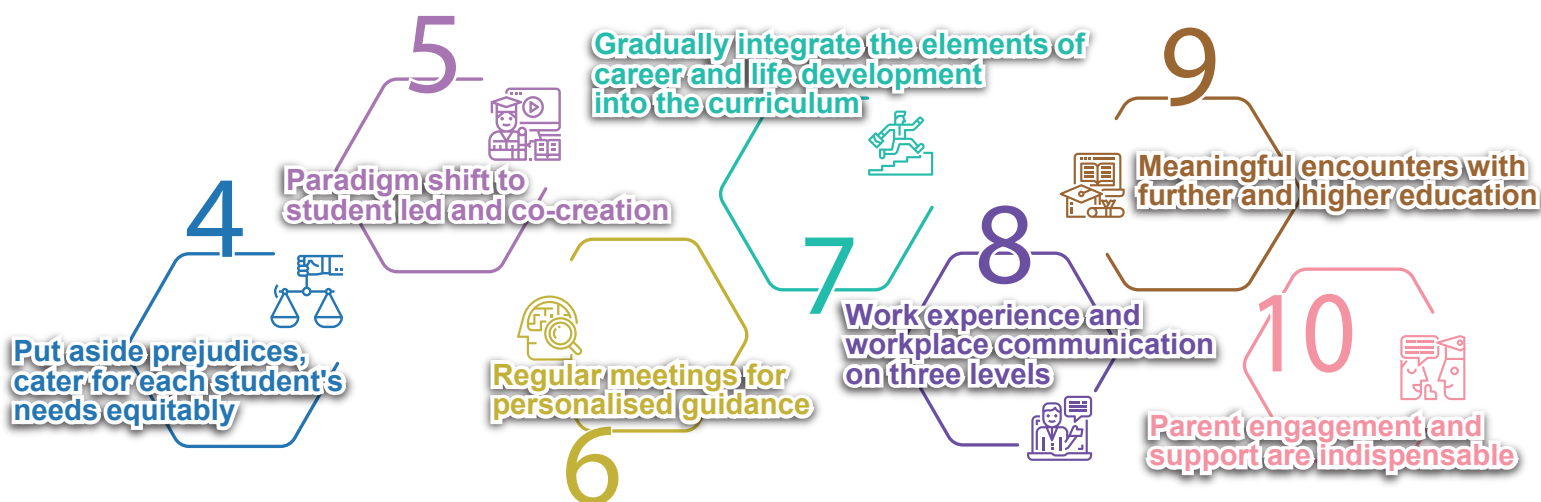 4
Put aside prejudices,
cater for each student's
needs equitably
5
Paradigm shift to
student led and co-creation
6
Regular meetings for
personalised guidance
7
Gradually integrate the elements of
career and life development
into the curriculum
8
Work experience and
workplace communication
on three levels
9
Meaningful encounters with
further and higher education
10
Parent engagement and
support are indispensable